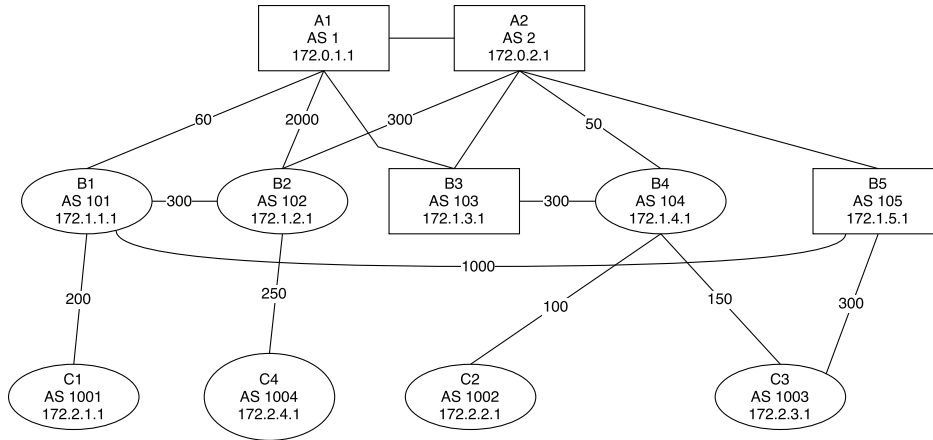 A1
AS 1
172.0.1.1
A2
AS 2
172.0.2.1
60
2000
300
50
B1
AS 101
172.1.1.1
300
B2
AS 102
172.1.2.1
B3
AS 103
172.1.3.1
300
B4
AS 104
172.1.4.1
B5
AS 105
172.1.5.1
1000
200
250
100
150
300
C1
AS 1001
172.2.1.1
C4
AS 1004
172.2.4.1
C2
AS 1002
172.2.2.1
C3
AS 1003
172.2.3.1